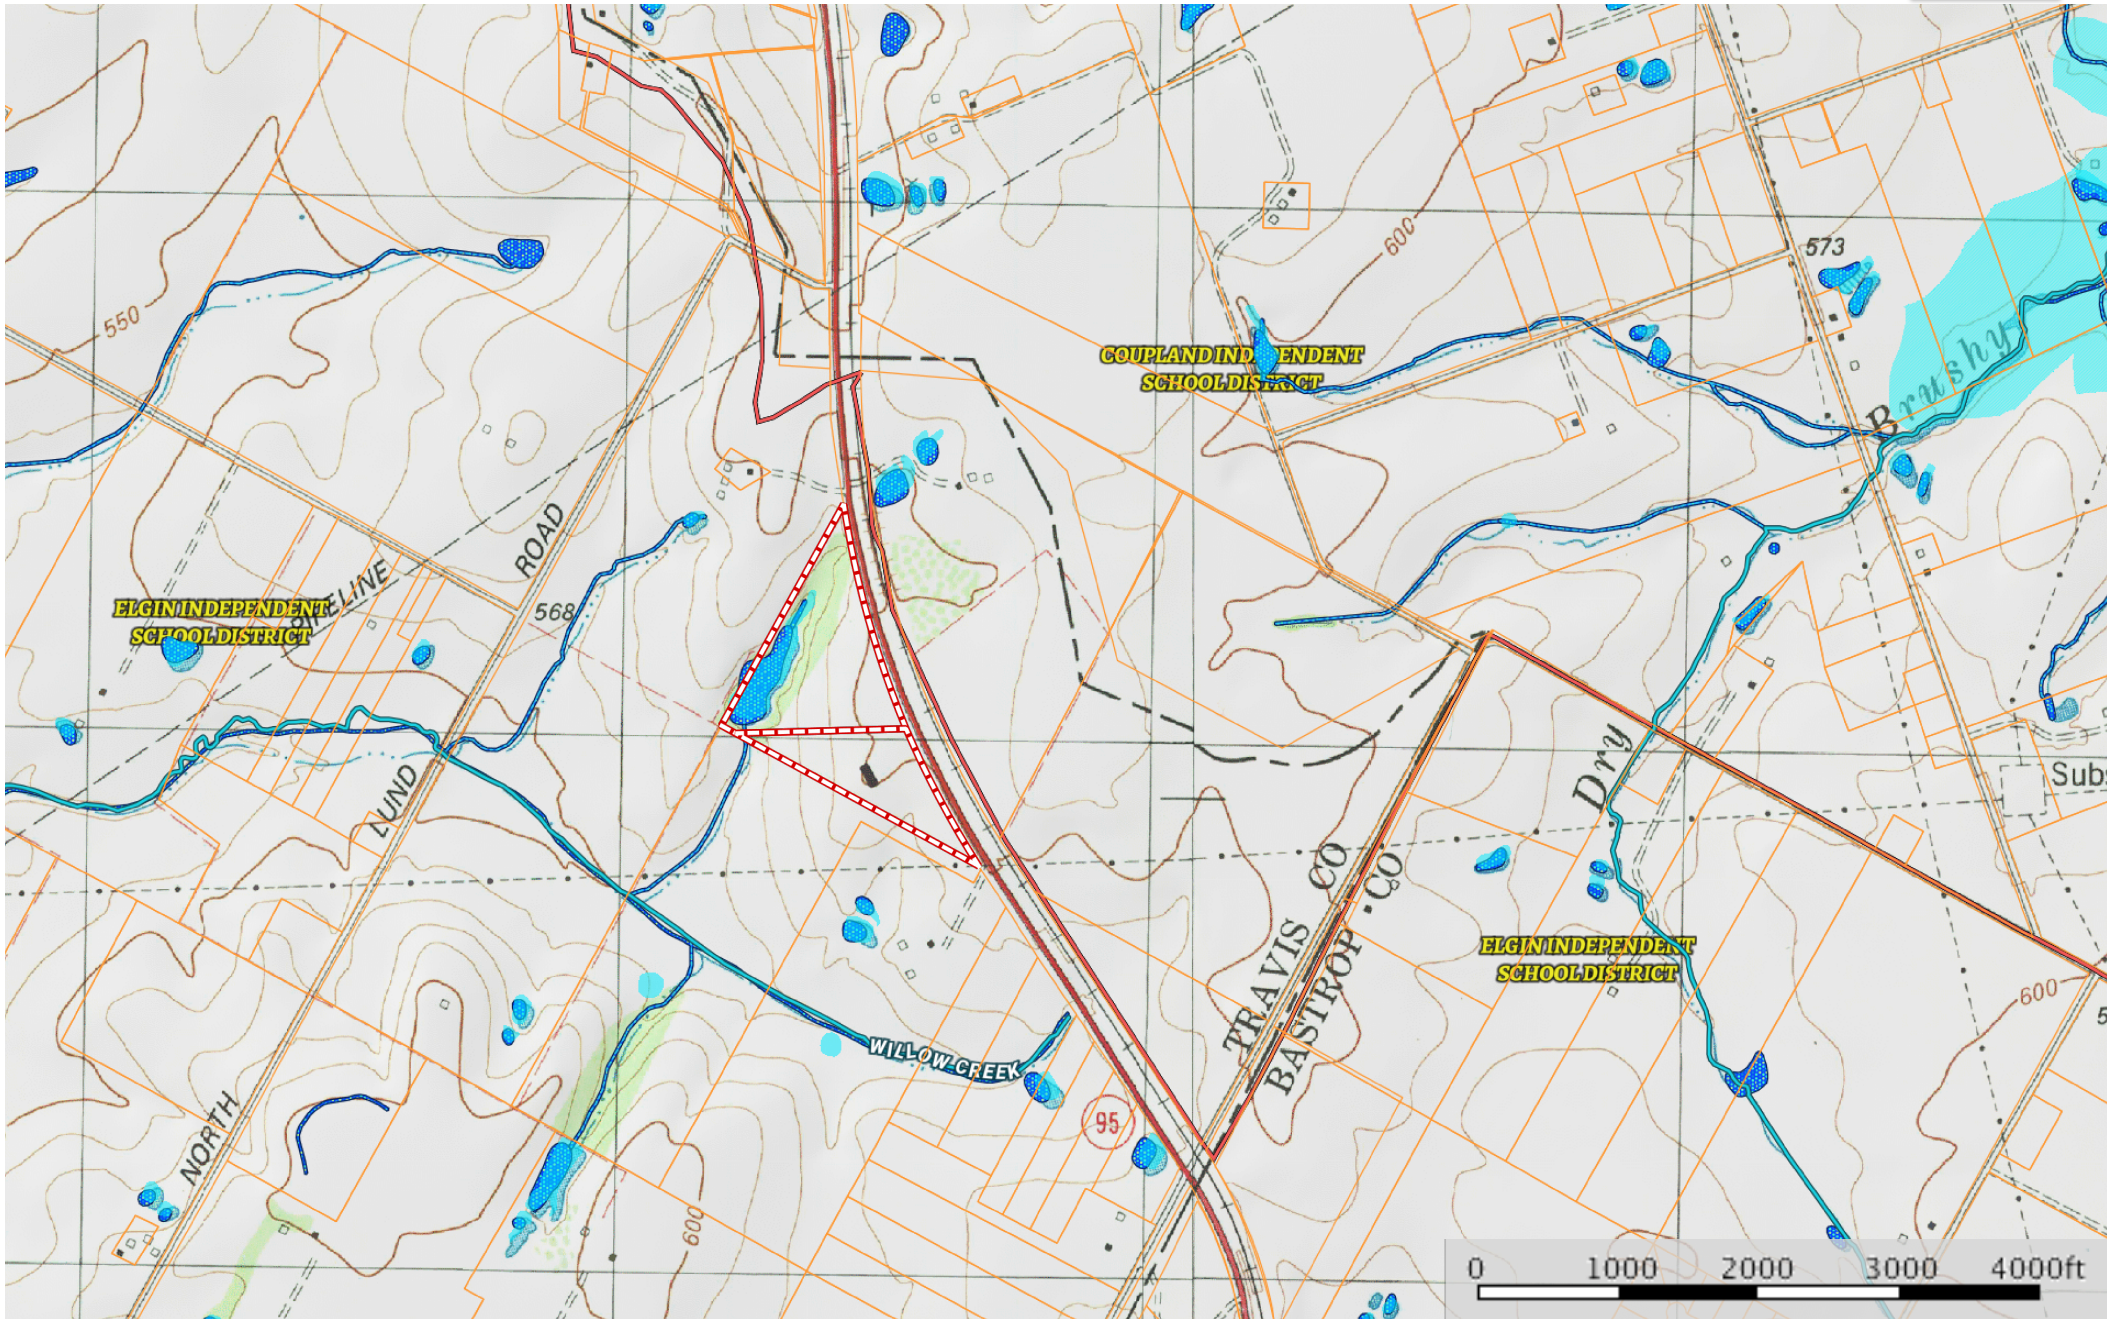 600
573
550
COUPLAND INDEPENDENT
SCHOOL DISTRICT
Brushy
ROAD
PIPELINE
568
ELGIN INDEPENDENT
SCHOOL DISTRICT
Dry
LUND
Subs
TRAVIS CO
BASTROP CO
ELGIN INDEPENDENT
SCHOOL DISTRICT
600
5
WILLOW CREEK
95
NORTH
600
0 1000 2000 3000 4000ft